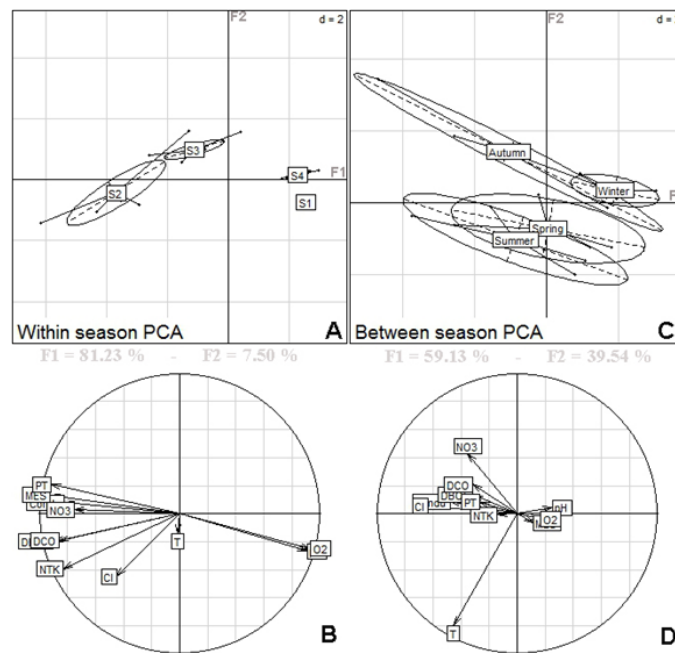 F2
d = 2
S3
S4
F1
S2
S1
Within season PCA
A
F2
Autumn
Winter
Spring
Summer
Between season PCA
C
F1 = 81.23 % - F2 = 7.50 %
F1 = 59.13 % - F2 = 39.54 %
PT
MES
NO3
DCO
T
O2
NTK
Cl
B
NO3
DCO
PT
Cl
NTK
O2
T
D